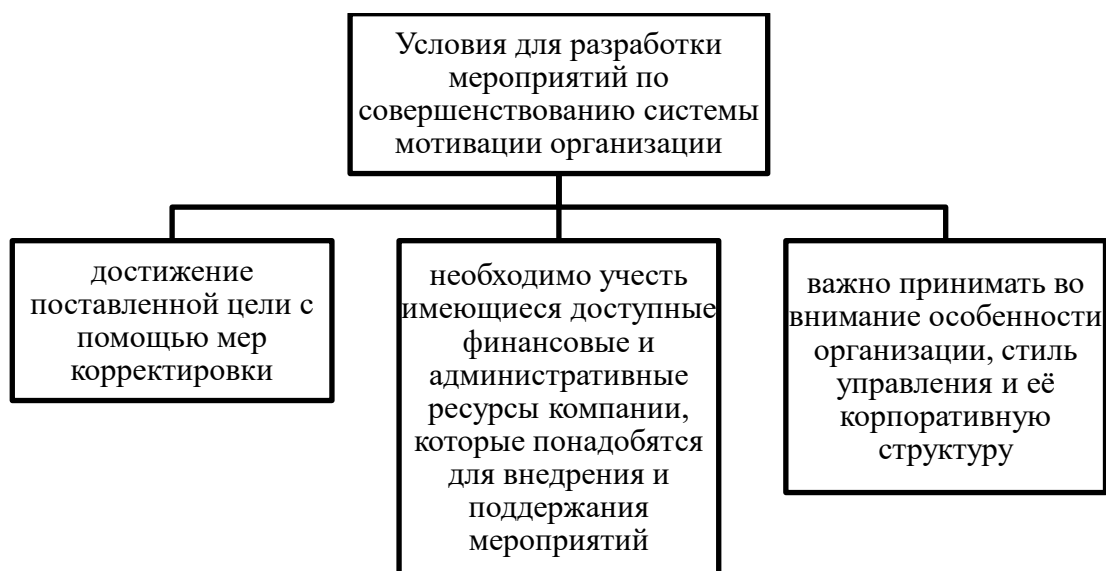 Условия для разработки
мероприятий по
совершенствованию системы
мотивации организации
достижение
поставленной цели с
помощью мер
корректировки
необходимо учесть
имеющиеся доступные
финансовые и
административные
ресурсы компании,
которые понадобятся
для внедрения и
поддержания
мероприятий
важно принимать во
внимание особенности
организации, стиль
управления и её
корпоративную
структуру